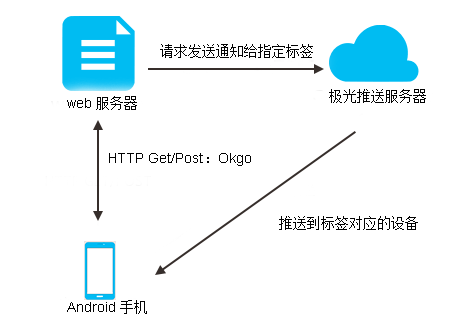 请求发送通知给指定标签
web 服务器
极光推送服务器
HTTP Get/Post：Okgo
推送到标签对应的设备
Android 手机